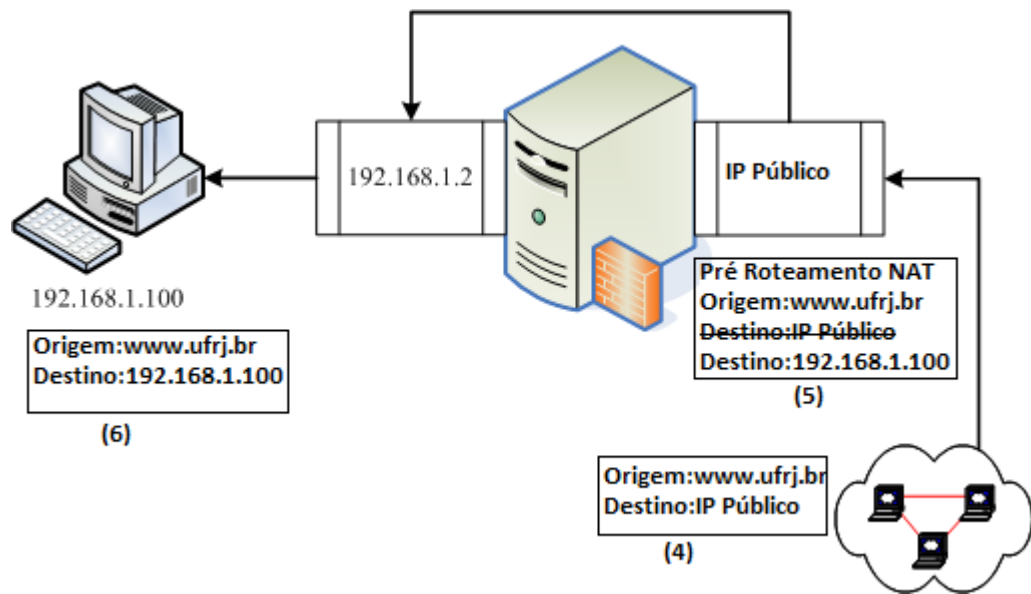 192.168.1.2
IP Público
192.168.1.100
Pré Roteamento NAT
Origem:www.ufrj.br
Destino:IP Público
Destino:192.168.1.100
(5)
Origem:www.ufrj.br
Destino:192.168.1.100
(6)
Origem:www.ufrj.br
Destino:IP Público
(4)